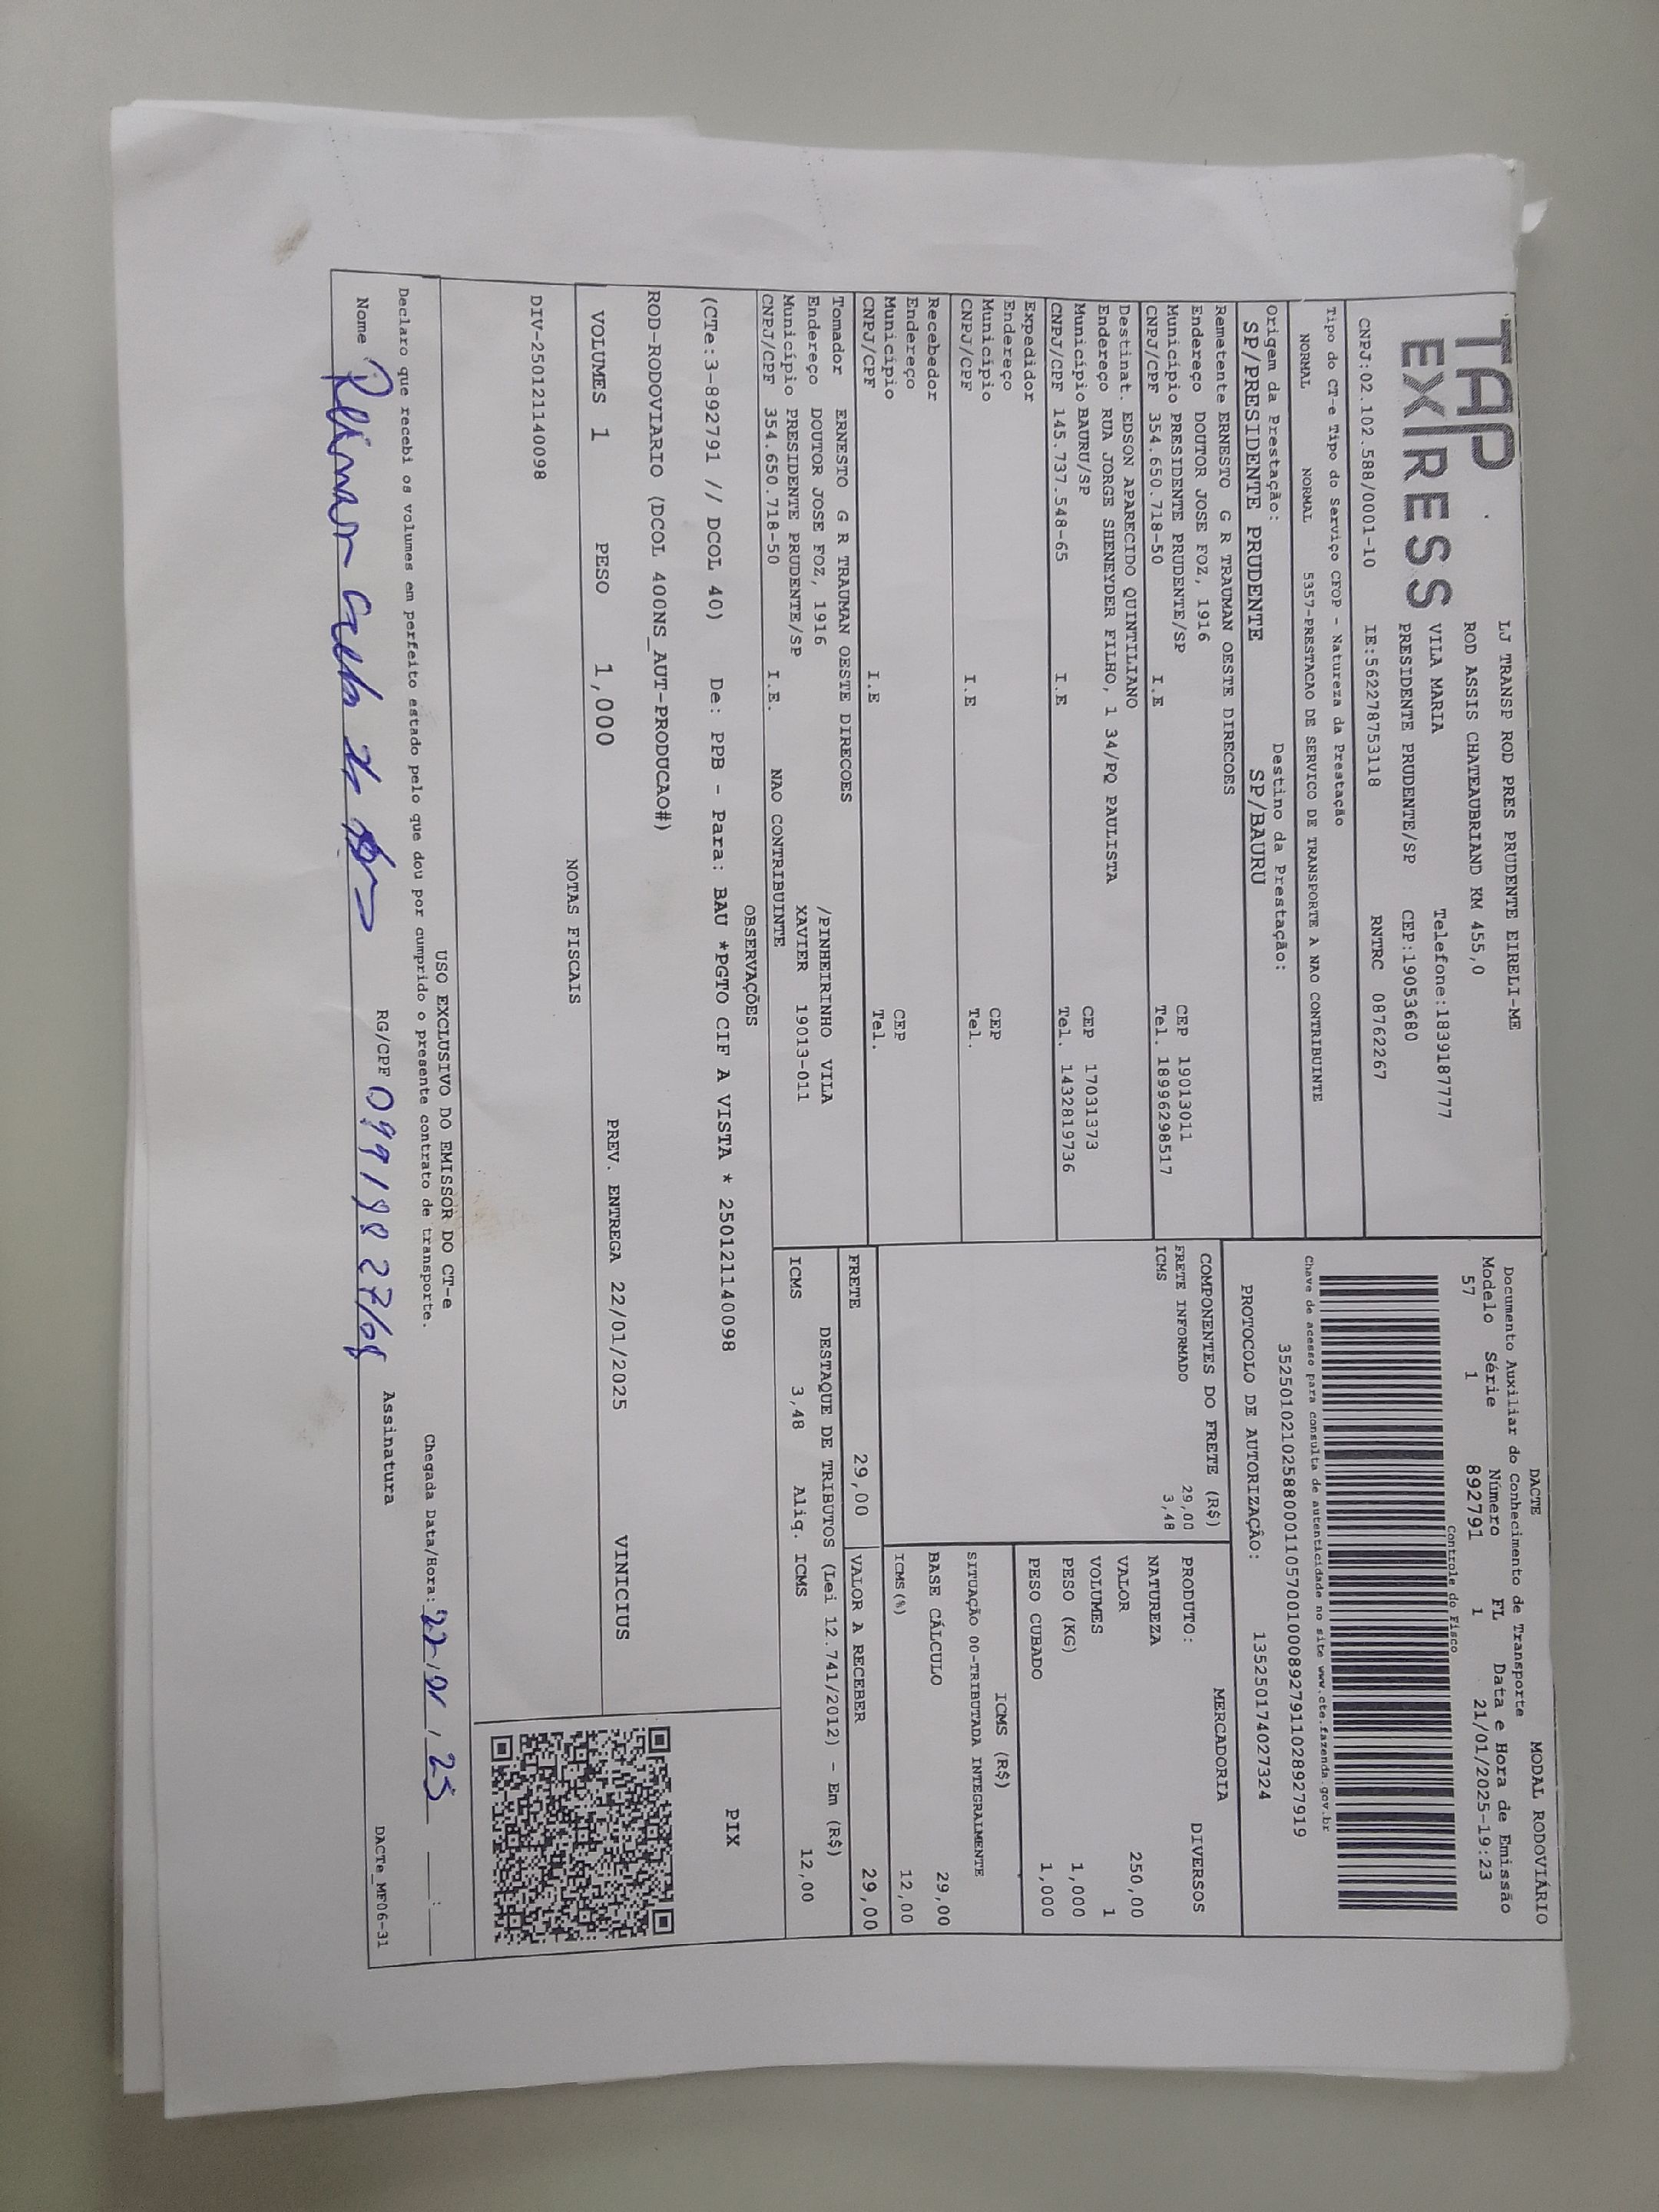 TAP
EXPRESS
LJ TRANSP ROD PRES PRUDENTE EIRELI-ME
ROD ASSIS CHATEAUBRIAND KM 455,0
VILA MARIA Telefone:1839187777
PRESIDENTE PRUDENTE/SP CEP:19053680
CNPJ:02.102.588/0001-10 IE:562278753118 RNTRC 08762267
Tipo do CT-e Tipo do Serviço CFOP - Natureza da Prestação
NORMAL NORMAL 5357-PRESTACAO DE SERVICO DE TRANSPORTE A NAO CONTRIBUINTE
Origem da Prestação: Destino da Prestação:
SP/PRESIDENTE PRUDENTE SP/BAURU
Remetente ERNESTO G R TRAUMAN OESTE DIRECOES
Endereço DOUTOR JOSE FOZ, 1916 CEP 19013011
Município PRESIDENTE PRUDENTE/SP Tel. 18996298517
CNPJ/CPF 354.650.718-50 I.E
Destinat. EDSON APARECIDO QUINTILIANO
Endereço RUA JORGE SHENEYDER FILHO, 1 34/PQ PAULISTA
Município BAURU/SP CEP 17031373
CNPJ/CPF 145.737.548-65 I.E Tel. 1432819736
Expedidor
Endereço
Município CEP
CNPJ/CPF I.E Tel.
Recebedor
Endereço
Município CEP
CNPJ/CPF I.E Tel.
Tomador ERNESTO G R TRAUMAN OESTE DIRECOES
Endereço DOUTOR JOSE FOZ, 1916 /PINHEIRINHO VILA
Município PRESIDENTE PRUDENTE/SP XAVIER 19013-011
CNPJ/CPF 354.650.718-50 I.E. NAO CONTRIBUINTE
DACTE MODAL RODOVIÁRIO
Documento Auxiliar do Conhecimento de Transporte
Modelo Série Número FL Data e Hora de Emissão
57 1 892791 1 21/01/2025-19:23
Controle do Fisco
Chave de acesso para consulta de autenticidade no site www.cte.fazenda.gov.br
35250102102588000110570010008927911028927919
PROTOCOLO DE AUTORIZAÇÃO: 135250174027324
COMPONENTES DO FRETE (R$)
FRETE INFORMADO 29,00
ICMS 3,48
MERCADORIA
PRODUTO: DIVERSOS
NATUREZA
VALOR 250,00
VOLUMES 1
PESO (KG) 1,000
PESO CUBADO 1,000
ICMS (R$)
SITUAÇÃO 00-TRIBUTADA INTEGRALMENTE
BASE CÁLCULO 29,00
ICMS(%) 12,00
FRETE 29,00 VALOR A RECEBER 29,00
DESTAQUE DE TRIBUTOS (Lei 12.741/2012) - Em (R$)
ICMS 3,48 Aliq. ICMS 12,00
OBSERVAÇÕES
(CTe:3-892791 // DCOL 40) De: PPB - Para: BAU *PGTO CIF A VISTA * 250121140098
ROD-RODOVIARIO (DCOL 400NS_AUT-PRODUCAO#)
PIX
VOLUMES 1 PESO 1,000 PREV. ENTREGA 22/01/2025 VINICIUS
NOTAS FISCAIS
DIV-250121140098
USO EXCLUSIVO DO EMISSOR DO CT-e
Declaro que recebi os volumes em perfeito estado pelo que dou por cumprido o presente contrato de transporte. Chegada Data/Hora: 22/01/25 :
Nome RG/CPF Assinatura
DACTe_MF06-31